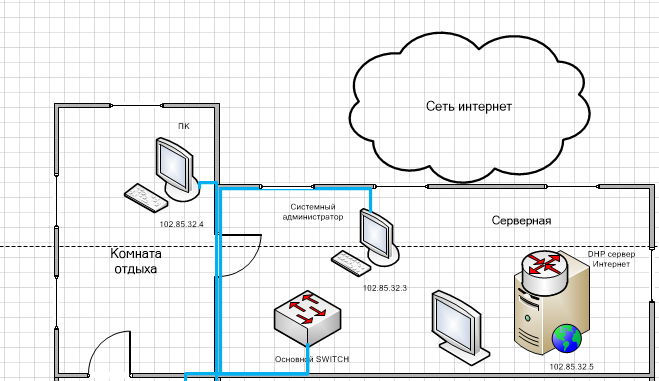 Сеть интернет
ПК
102.85.32.4
Комната
отдыха
Системный
администратор
102.85.32.3
Серверная
DHP сервер
Интернет
Основной SWITCH
102.85.32.5